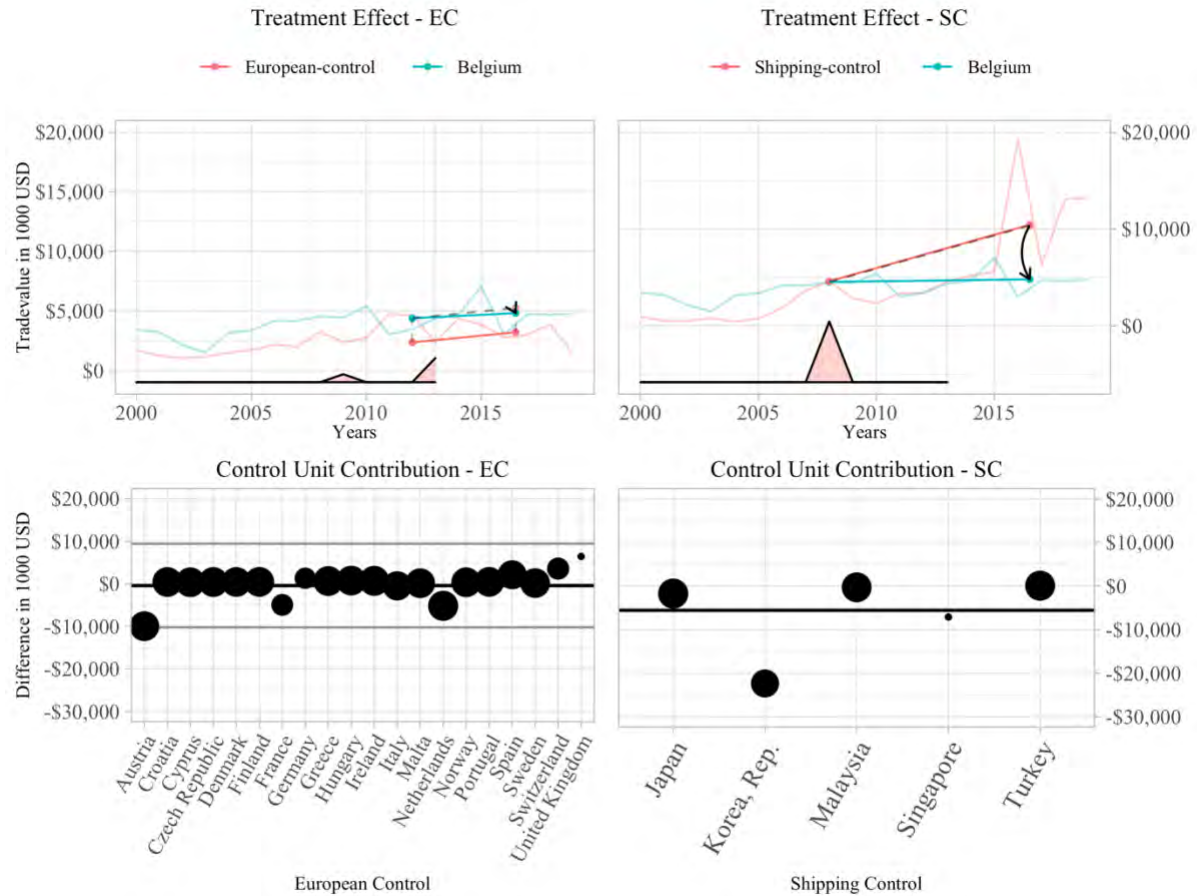 Treatment Effect - EC
European-control Belgium
Tradevalue in 1000 USD
$20,000
$15,000
$10,000
$5,000
$0
2000 2005 2010 2015
Years
Treatment Effect - SC
Shipping-control Belgium
$20,000
$10,000
$0
2000 2005 2010 2015
Years
Control Unit Contribution - EC
Difference in 1000 USD
$20,000
$10,000
$0
-$10,000
-$20,000
-$30,000
Austria
Croatia
Cyprus
Czech Republic
Denmark
Finland
France
Germany
Greece
Hungary
Ireland
Italy
Malta
Netherlands
Norway
Portugal
Spain
Sweden
Switzerland
United Kingdom
European Control
Control Unit Contribution - SC
$20,000
$10,000
$0
-$10,000
-$20,000
-$30,000
Japan
Korea, Rep.
Malaysia
Singapore
Turkey
Shipping Control